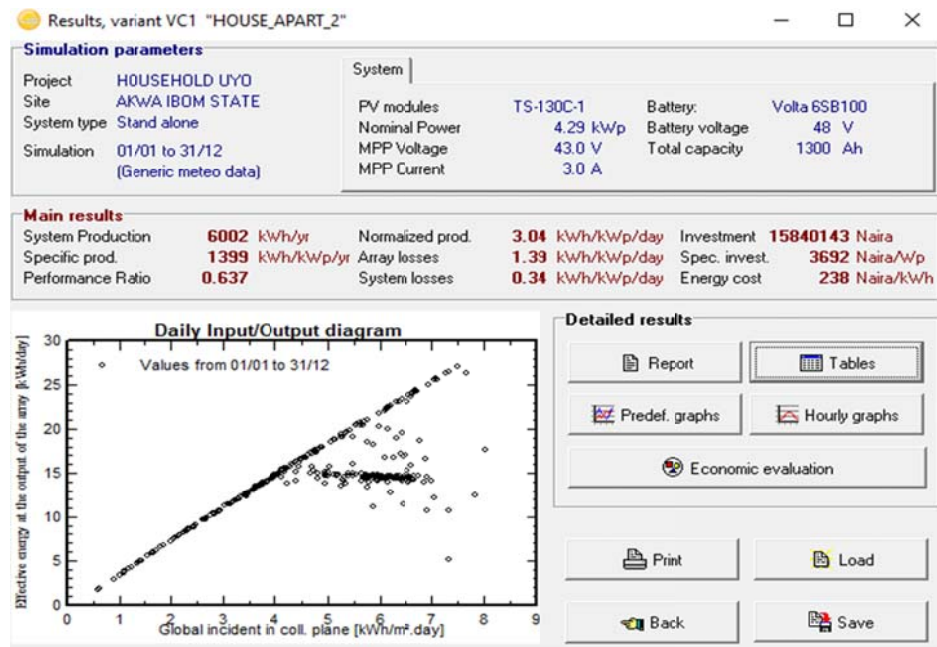 Results, variant VC1 "HOUSE_APART_2"
Simulation parameters
Project HOUSEHOLD UYO
Site AKWA IBOM STATE
System type Stand alone
Simulation 01/01 to 31/12
(Generic meteo data)
System
PV modules TS-130C-1 Battery: Volta 6SB100
Nominal Power 4.29 kWp Battery voltage 48 V
MPP Voltage 43.0 V Total capacity 1300 Ah
MPP Current 3.0 A
Main results
System Production 6002 kWh/yr Normaized prod. 3.04 kWh/kWp/day Investment 15840143 Naira
Specific prod. 1399 kWh/kWp/yr Array losses 1.39 kWh/kWp/day Spec. invest. 3692 Naira/Wp
Performance Ratio 0.637 System losses 0.34 kWh/kWp/day Energy cost 238 Naira/kWh
Daily Input/Output diagram
Values from 01/01 to 31/12
Effective energy at the output of the array [kWh/day]
30
25
20
15
10
5
0
0 1 2 3 4 5 6 7 8 9
Global incident in coll. plane [kWh/m².day]
Detailed results
Report Tables
Predef. graphs Hourly graphs
Economic evaluation
Print Load
Back Save